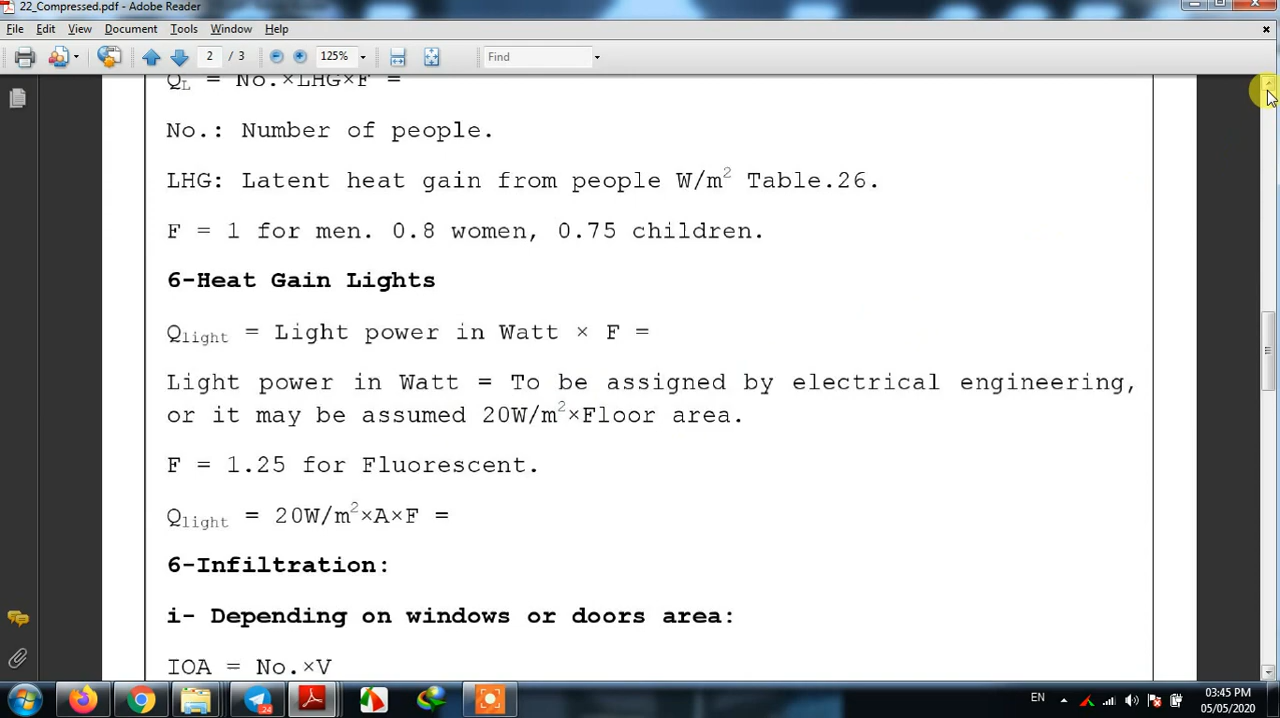 22_Compressed.pdf - Adobe Reader
File Edit View Document Tools Window Help
2 / 3 125% Find
QL = No.×LHG×F =
No.: Number of people.
LHG: Latent heat gain from people W/m2 Table.26.
F = 1 for men. 0.8 women, 0.75 children.
6-Heat Gain Lights
Qlight = Light power in Watt × F =
Light power in Watt = To be assigned by electrical engineering,
or it may be assumed 20W/m2×Floor area.
F = 1.25 for Fluorescent.
Qlight = 20W/m2×A×F =
6-Infiltration:
i- Depending on windows or doors area:
IOA = No.×V
24
EN
03:45 PM
05/05/2020